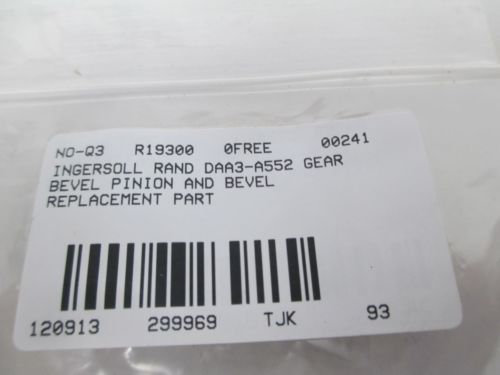 NO-Q3 R19300 0FREE 00241
INGERSOLL RAND DAA3-A552 GEAR
BEVEL PINION AND BEVEL
REPLACEMENT PART
120913 299969 TJK 93